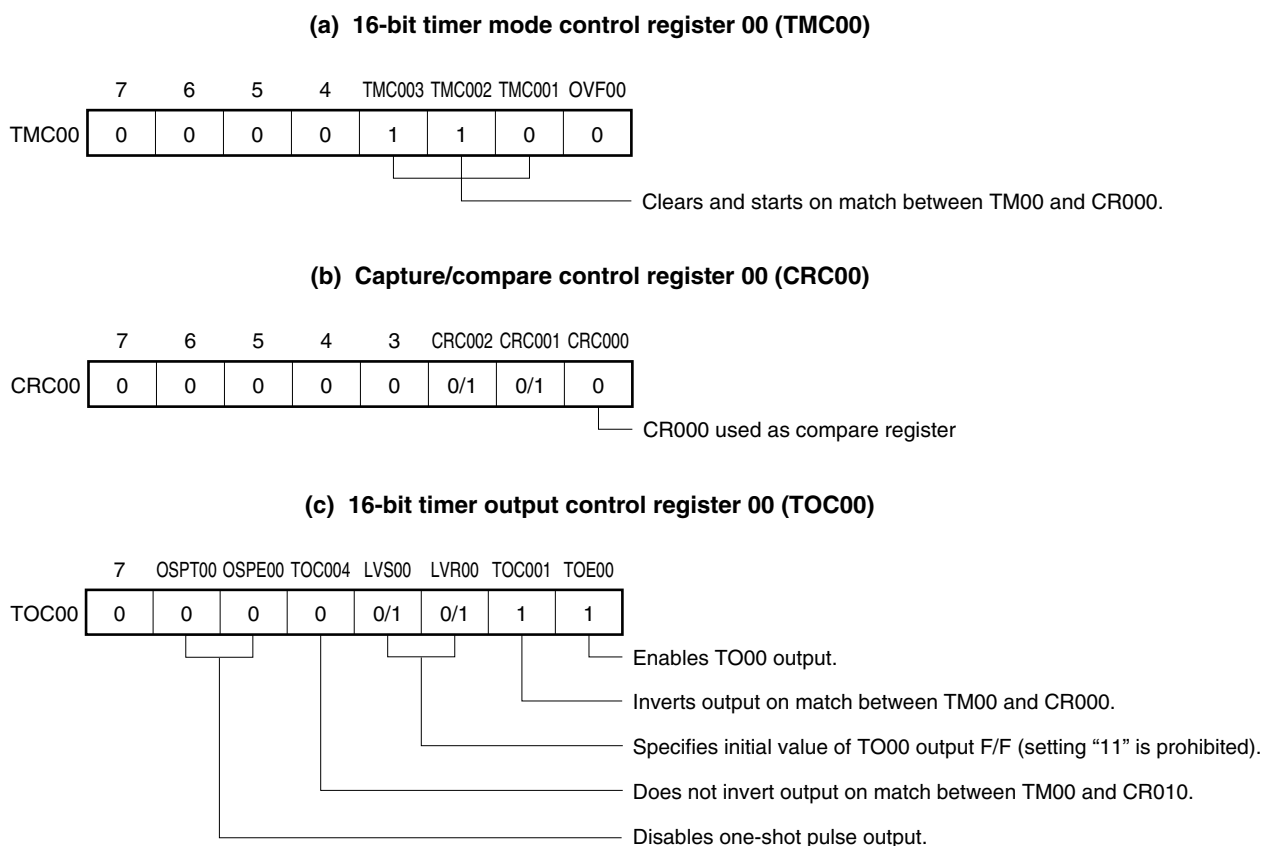 (a) 16-bit timer mode control register 00 (TMC00)
7 6 5 4 TMC003 TMC002 TMC001 OVF00
TMC00 0 0 0 0 1 1 0 0
Clears and starts on match between TM00 and CR000.
(b) Capture/compare control register 00 (CRC00)
7 6 5 4 3 CRC002 CRC001 CRC000
CRC00 0 0 0 0 0 0/1 0/1 0
CR000 used as compare register
(c) 16-bit timer output control register 00 (TOC00)
7 OSPT00 OSPE00 TOC004 LVS00 LVR00 TOC001 TOE00
TOC00 0 0 0 0 0/1 0/1 1 1
Enables TO00 output.
Inverts output on match between TM00 and CR000.
Specifies initial value of TO00 output F/F (setting “11” is prohibited).
Does not invert output on match between TM00 and CR010.
Disables one-shot pulse output.